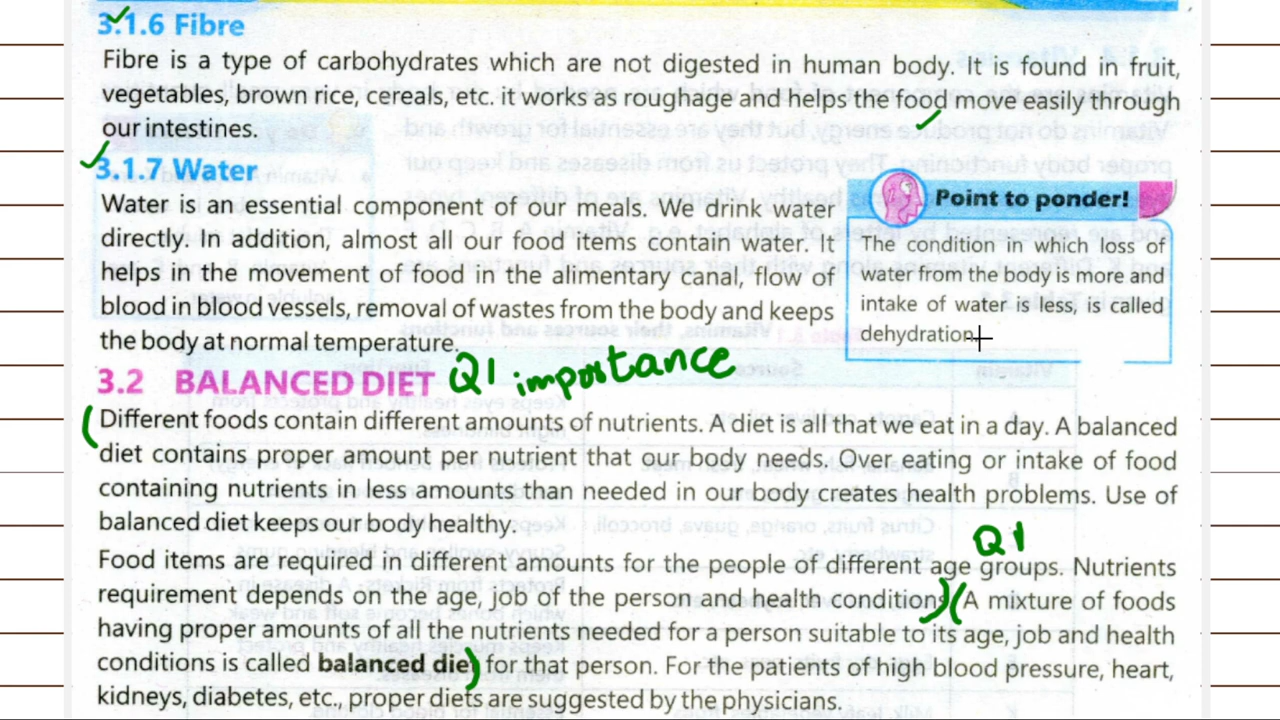 3.1.6 Fibre
Fibre is a type of carbohydrates which are not digested in human body. It is found in fruit,
vegetables, brown rice, cereals, etc. it works as roughage and helps the food move easily through
our intestines.
3.1.7 Water
Water is an essential component of our meals. We drink water
directly. In addition, almost all our food items contain water. It
helps in the movement of food in the alimentary canal, flow of
blood in blood vessels, removal of wastes from the body and keeps
the body at normal temperature.
Point to ponder!
The condition in which loss of
water from the body is more and
intake of water is less, is called
dehydration.
3.2 BALANCED DIET Q1 importance
Different foods contain different amounts of nutrients. A diet is all that we eat in a day. A balanced
diet contains proper amount per nutrient that our body needs. Over eating or intake of food
containing nutrients in less amounts than needed in our body creates health problems. Use of
balanced diet keeps our body healthy.
Q1
Food items are required in different amounts for the people of different age groups. Nutrients
requirement depends on the age, job of the person and health conditions. (A mixture of foods
having proper amounts of all the nutrients needed for a person suitable to its age, job and health
conditions is called balanced diet) for that person. For the patients of high blood pressure, heart,
kidneys, diabetes, etc., proper diets are suggested by the physicians.